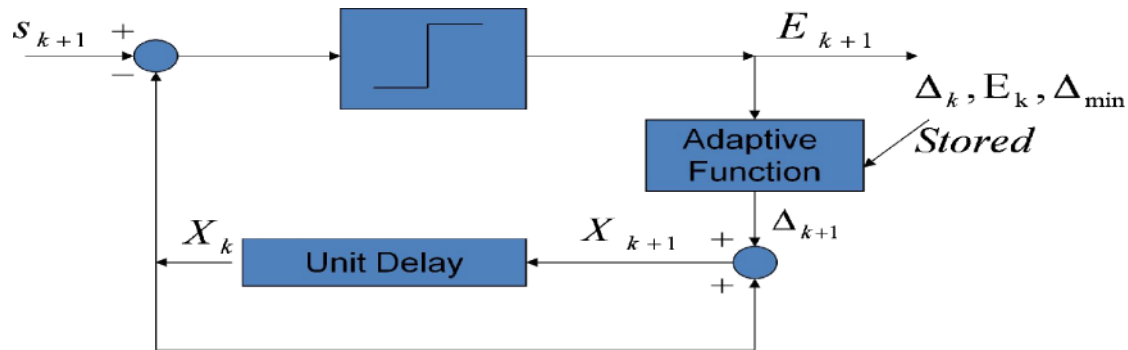 s k+1
+
−
E k+1
Δk , Ek , Δmin
Stored
Adaptive
Function
Δk+1
X k
Unit Delay
X k+1
+
+